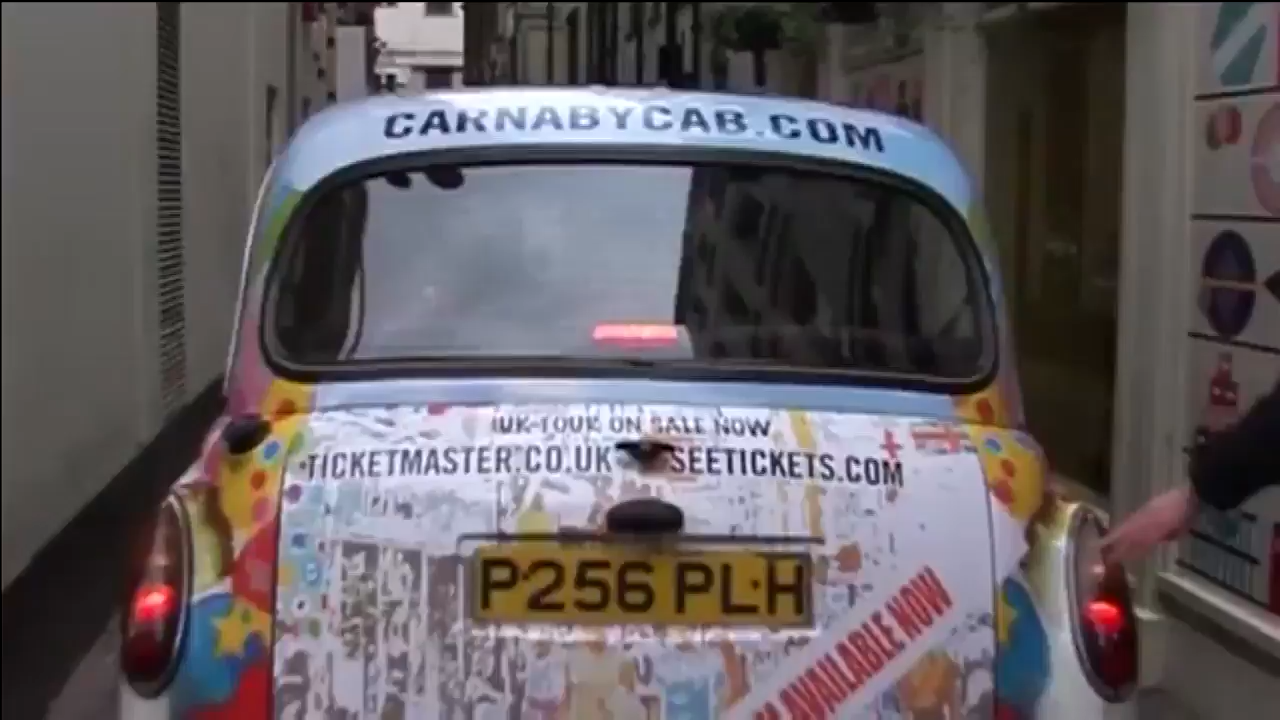 CARNABYCAB.COM
UK TOUR ON SALE NOW
TICKETMASTER.CO.UK SEETICKETS.COM
P256 PLH
AVAILABLE NOW